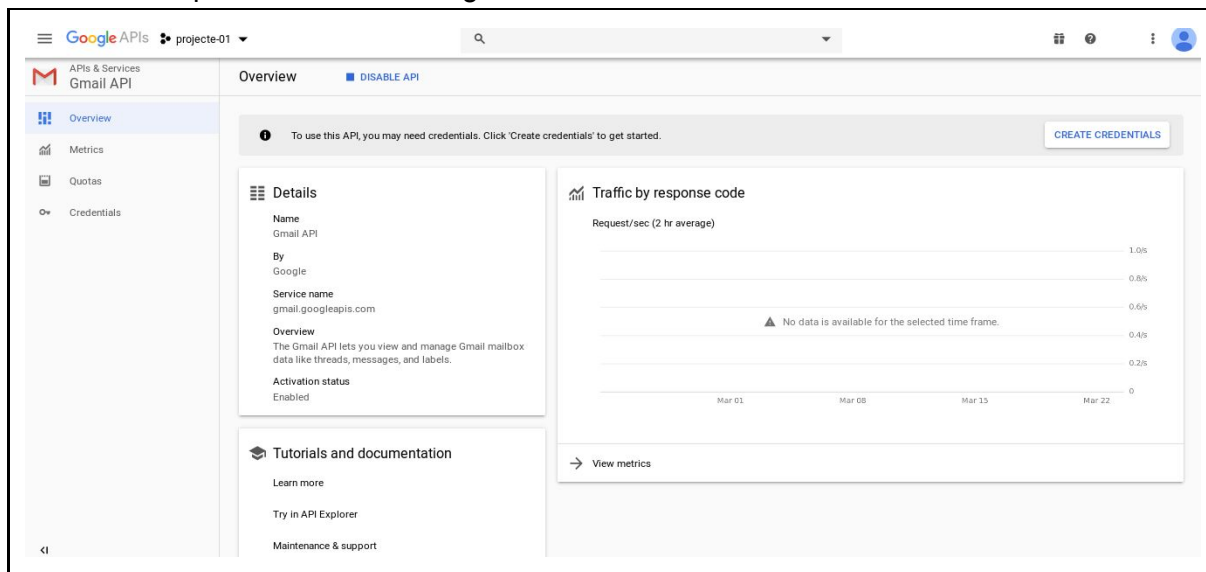 Google APIs projecte-01
APIs & Services
Gmail API
Overview
DISABLE API
Overview
Metrics
Quotas
Credentials
To use this API, you may need credentials. Click 'Create credentials' to get started.
CREATE CREDENTIALS
Details
Name
Gmail API
By
Google
Service name
gmail.googleapis.com
Overview
The Gmail API lets you view and manage Gmail mailbox
data like threads, messages, and labels.
Activation status
Enabled
Tutorials and documentation
Learn more
Try in API Explorer
Maintenance & support
Traffic by response code
Request/sec (2 hr average)
1.0/s
0.8/s
0.6/s
No data is available for the selected time frame.
0.4/s
0.2/s
0
Mar 01 Mar 08 Mar 15 Mar 22
View metrics